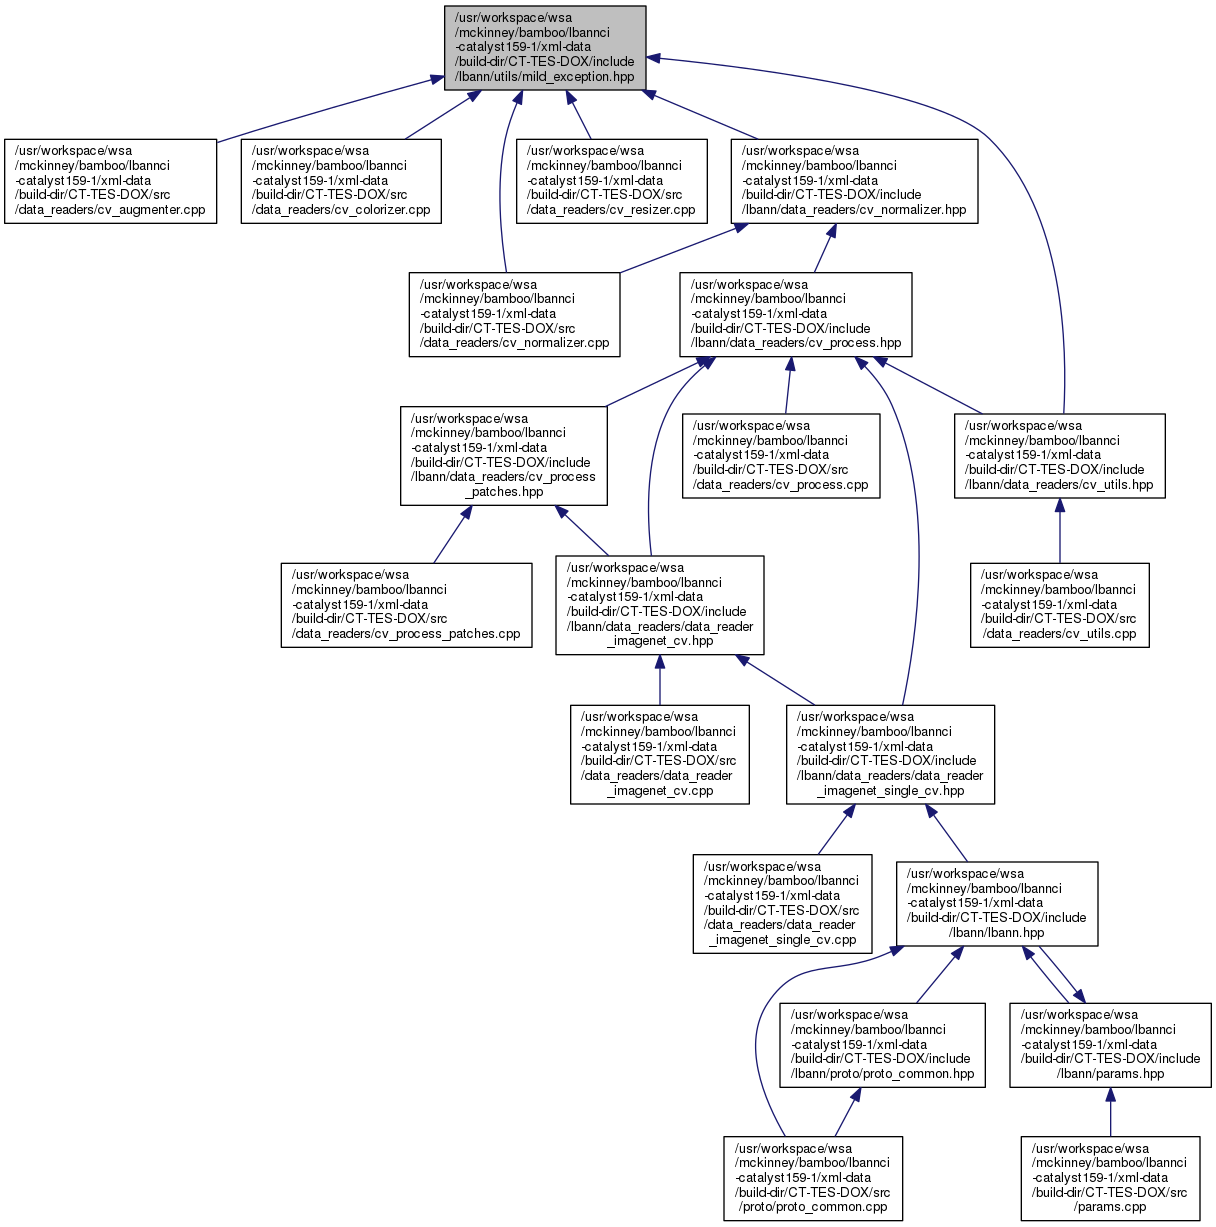 /usr/workspace/wsa
/mckinney/bamboo/lbannci
-catalyst159-1/xml-data
/build-dir/CT-TES-DOX/include
/lbann/utils/mild_exception.hpp
/usr/workspace/wsa
/mckinney/bamboo/lbannci
-catalyst159-1/xml-data
/build-dir/CT-TES-DOX/src
/data_readers/cv_augmenter.cpp
/usr/workspace/wsa
/mckinney/bamboo/lbannci
-catalyst159-1/xml-data
/build-dir/CT-TES-DOX/src
/data_readers/cv_colorizer.cpp
/usr/workspace/wsa
/mckinney/bamboo/lbannci
-catalyst159-1/xml-data
/build-dir/CT-TES-DOX/src
/data_readers/cv_resizer.cpp
/usr/workspace/wsa
/mckinney/bamboo/lbannci
-catalyst159-1/xml-data
/build-dir/CT-TES-DOX/include
/lbann/data_readers/cv_normalizer.hpp
/usr/workspace/wsa
/mckinney/bamboo/lbannci
-catalyst159-1/xml-data
/build-dir/CT-TES-DOX/src
/data_readers/cv_normalizer.cpp
/usr/workspace/wsa
/mckinney/bamboo/lbannci
-catalyst159-1/xml-data
/build-dir/CT-TES-DOX/include
/lbann/data_readers/cv_process.hpp
/usr/workspace/wsa
/mckinney/bamboo/lbannci
-catalyst159-1/xml-data
/build-dir/CT-TES-DOX/include
/lbann/data_readers/cv_process
_patches.hpp
/usr/workspace/wsa
/mckinney/bamboo/lbannci
-catalyst159-1/xml-data
/build-dir/CT-TES-DOX/src
/data_readers/cv_process.cpp
/usr/workspace/wsa
/mckinney/bamboo/lbannci
-catalyst159-1/xml-data
/build-dir/CT-TES-DOX/include
/lbann/data_readers/cv_utils.hpp
/usr/workspace/wsa
/mckinney/bamboo/lbannci
-catalyst159-1/xml-data
/build-dir/CT-TES-DOX/src
/data_readers/cv_process_patches.cpp
/usr/workspace/wsa
/mckinney/bamboo/lbannci
-catalyst159-1/xml-data
/build-dir/CT-TES-DOX/include
/lbann/data_readers/data_reader
_imagenet_cv.hpp
/usr/workspace/wsa
/mckinney/bamboo/lbannci
-catalyst159-1/xml-data
/build-dir/CT-TES-DOX/src
/data_readers/cv_utils.cpp
/usr/workspace/wsa
/mckinney/bamboo/lbannci
-catalyst159-1/xml-data
/build-dir/CT-TES-DOX/src
/data_readers/data_reader
_imagenet_cv.cpp
/usr/workspace/wsa
/mckinney/bamboo/lbannci
-catalyst159-1/xml-data
/build-dir/CT-TES-DOX/include
/lbann/data_readers/data_reader
_imagenet_single_cv.hpp
/usr/workspace/wsa
/mckinney/bamboo/lbannci
-catalyst159-1/xml-data
/build-dir/CT-TES-DOX/src
/data_readers/data_reader
_imagenet_single_cv.cpp
/usr/workspace/wsa
/mckinney/bamboo/lbannci
-catalyst159-1/xml-data
/build-dir/CT-TES-DOX/include
/lbann/lbann.hpp
/usr/workspace/wsa
/mckinney/bamboo/lbannci
-catalyst159-1/xml-data
/build-dir/CT-TES-DOX/include
/lbann/proto/proto_common.hpp
/usr/workspace/wsa
/mckinney/bamboo/lbannci
-catalyst159-1/xml-data
/build-dir/CT-TES-DOX/include
/lbann/params.hpp
/usr/workspace/wsa
/mckinney/bamboo/lbannci
-catalyst159-1/xml-data
/build-dir/CT-TES-DOX/src
/proto/proto_common.cpp
/usr/workspace/wsa
/mckinney/bamboo/lbannci
-catalyst159-1/xml-data
/build-dir/CT-TES-DOX/src
/params.cpp